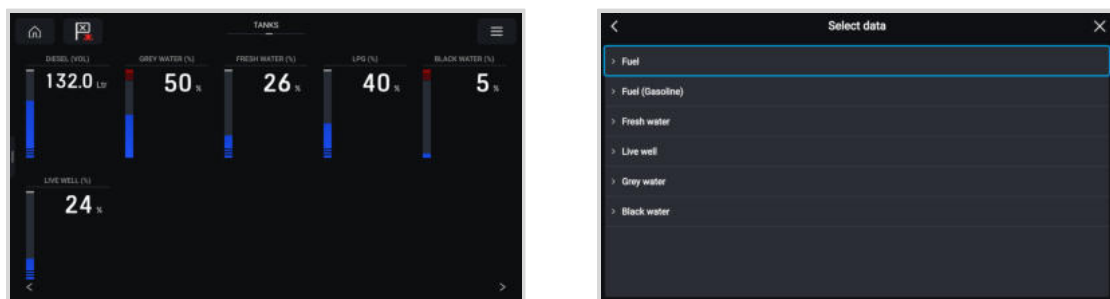 TANKS
DIESEL (VOL)
132.0 Ltr
GREY WATER (%)
50 %
FRESH WATER (%)
26 %
LPG (%)
40 %
BLACK WATER (%)
5 %
LIVE WELL (%)
24 %
Select data
Fuel
Fuel (Gasoline)
Fresh water
Live well
Grey water
Black water